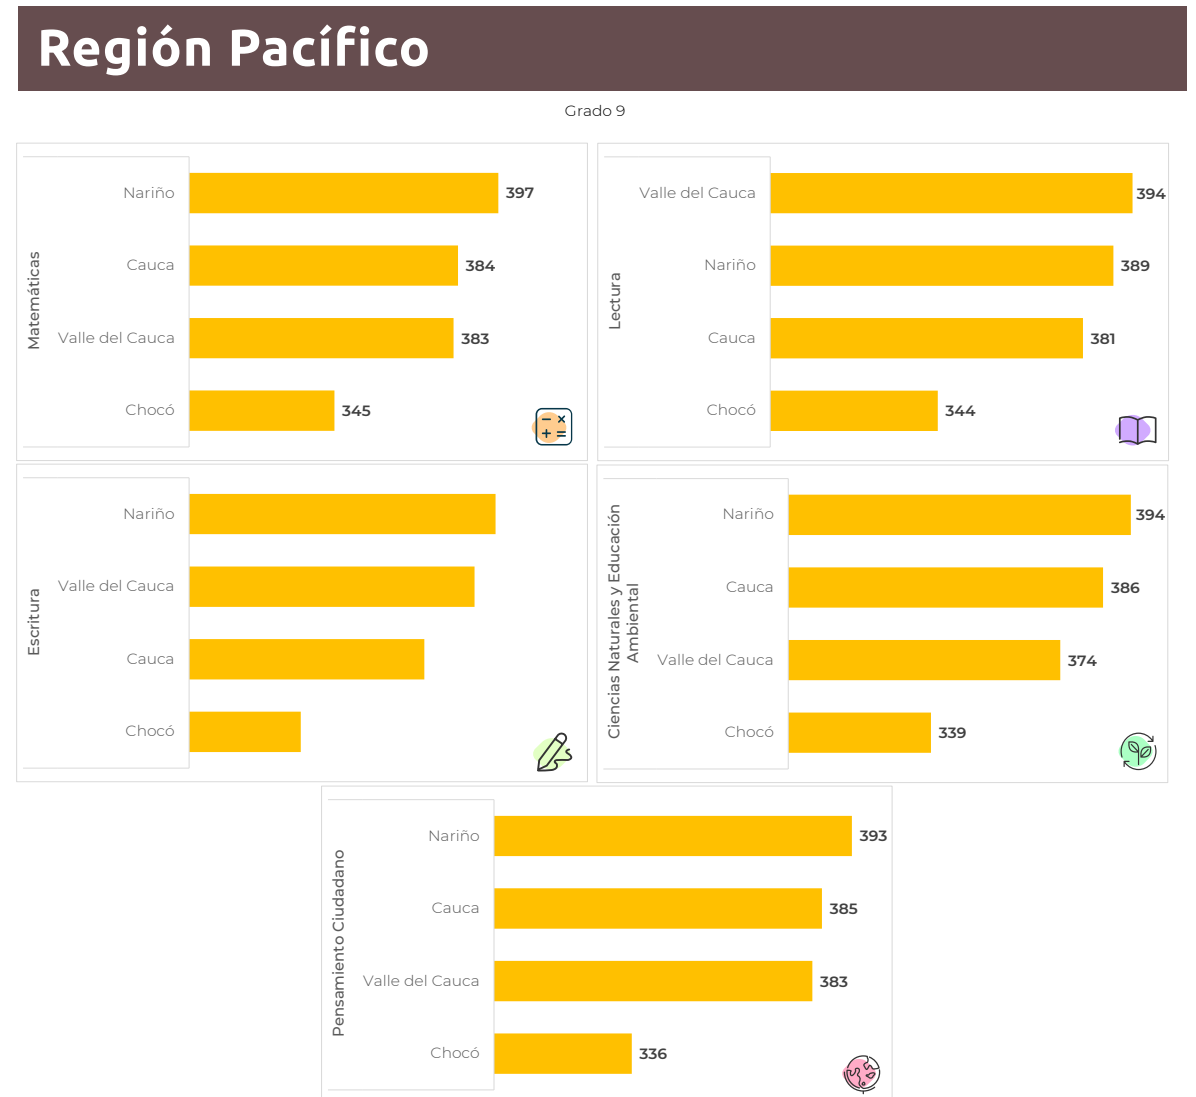 Región Pacífico
Grado 9
Matemáticas
Nariño 397
Cauca 384
Valle del Cauca 383
Chocó 345
Lectura
Valle del Cauca 394
Nariño 389
Cauca 381
Chocó 344
Escritura
Nariño
Valle del Cauca
Cauca
Chocó
Ciencias Naturales y Educación
Ambiental
Nariño 394
Cauca 386
Valle del Cauca 374
Chocó 339
Pensamiento Ciudadano
Nariño 393
Cauca 385
Valle del Cauca 383
Chocó 336